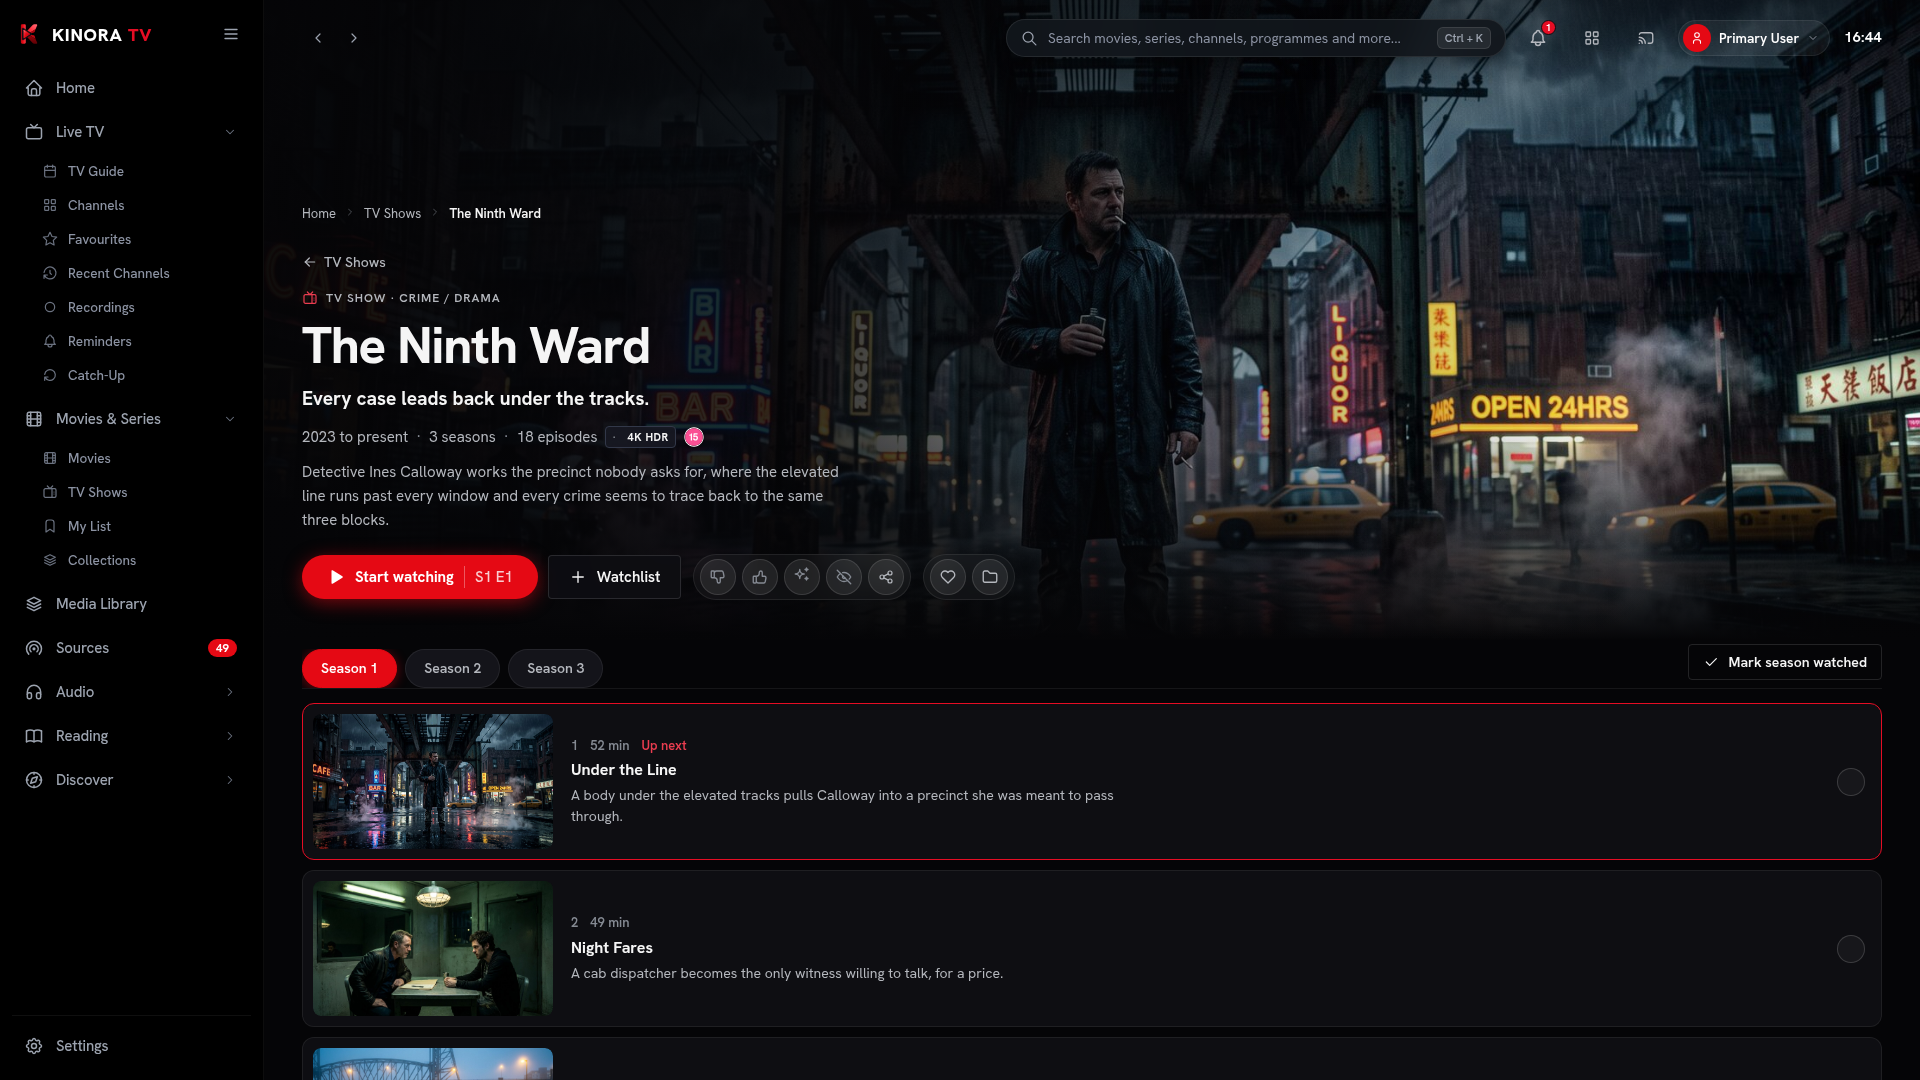 KINORA TV
Home
Live TV
TV Guide
Channels
Favourites
Recent Channels
Recordings
Reminders
Catch-Up
Movies & Series
Movies
TV Shows
My List
Collections
Media Library
Sources 49
Audio
Reading
Discover
Settings
Search movies, series, channels, programmes and more...
Ctrl + K
1
Primary User
16:44
Home TV Shows The Ninth Ward
TV Shows
TV SHOW · CRIME / DRAMA
The Ninth Ward
Every case leads back under the tracks.
2023 to present · 3 seasons · 18 episodes · 4K HDR 15
Detective Ines Calloway works the precinct nobody asks for, where the elevated
line runs past every window and every crime seems to trace back to the same
three blocks.
Start watching S1 E1
Watchlist
CAFE
BAR
BAR
LIQUOR
LIQUOR
24HRS
OPEN 24HRS
Season 1
Season 2
Season 3
Mark season watched
1 52 min Up next
Under the Line
A body under the elevated tracks pulls Calloway into a precinct she was meant to pass
through.
CAFE
BAR
2 49 min
Night Fares
A cab dispatcher becomes the only witness willing to talk, for a price.